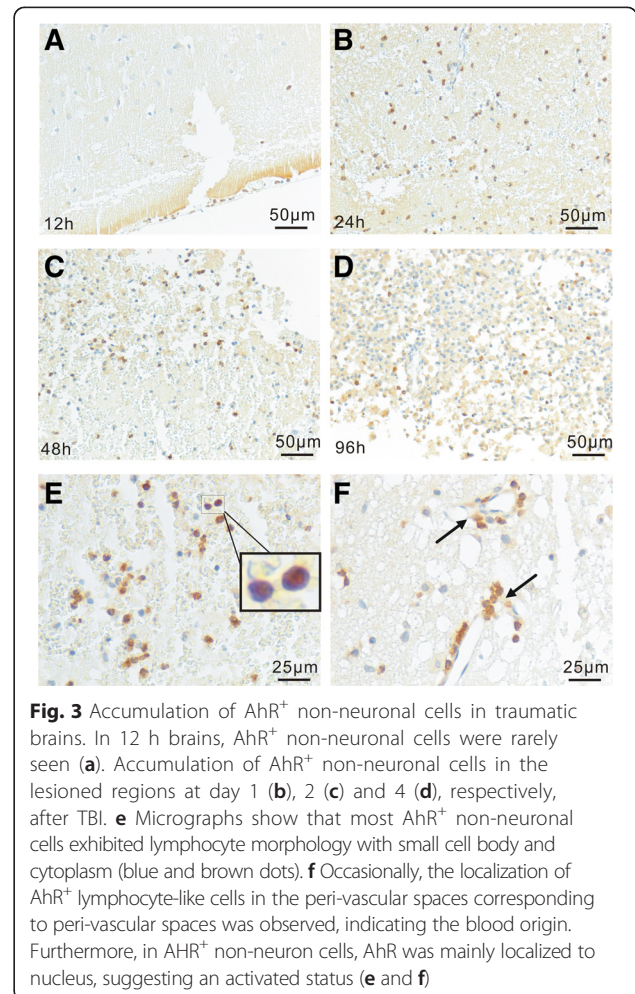 A
B
12h
50µm
24h
50µm
C
D
48h
50µm
96h
50µm
E
F
25µm
25µm
Fig. 3 Accumulation of AhR+ non-neuronal cells in traumatic
brains. In 12 h brains, AhR+ non-neuronal cells were rarely
seen (a). Accumulation of AhR+ non-neuronal cells in the
lesioned regions at day 1 (b), 2 (c) and 4 (d), respectively,
after TBI. e Micrographs show that most AhR+ non-neuronal
cells exhibited lymphocyte morphology with small cell body and
cytoplasm (blue and brown dots). f Occasionally, the localization of
AhR+ lymphocyte-like cells in the peri-vascular spaces corresponding
to peri-vascular spaces was observed, indicating the blood origin.
Furthermore, in AHR+ non-neuron cells, AhR was mainly localized to
nucleus, suggesting an activated status (e and f)